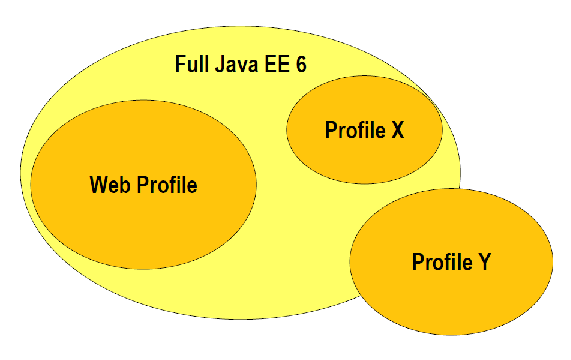 Full Java EE 6
Profile X
Web Profile
Profile Y